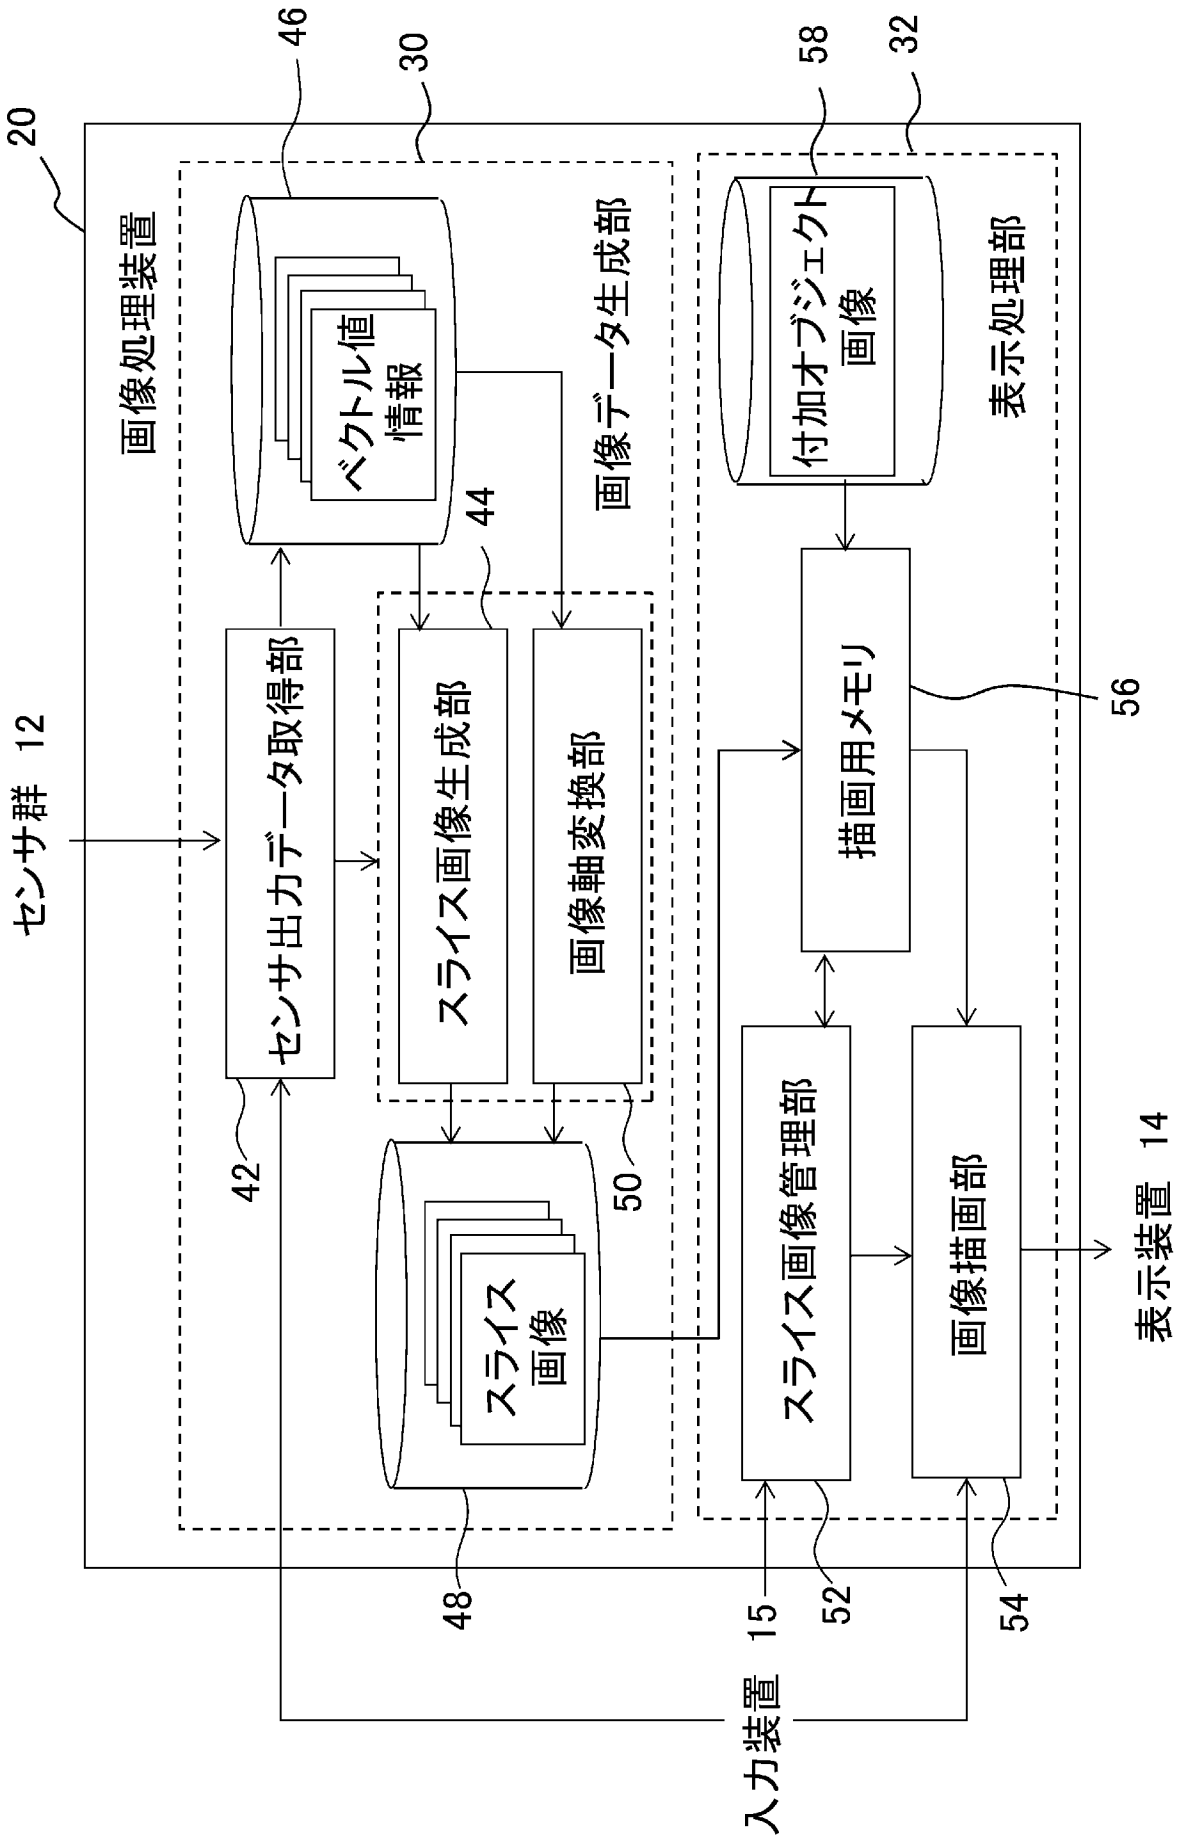 センサ群 12
20
画像処理装置
42
センサ出力データ取得部
46
ベクトル値
情報
30
48
スライス
画像
スライス画像生成部
44
50
画像軸変換部
画像データ生成部
入力装置 15
52
スライス画像管理部
描画用メモリ
56
付加オブジェクト
画像
58
32
54
画像描画部
表示処理部
表示装置 14